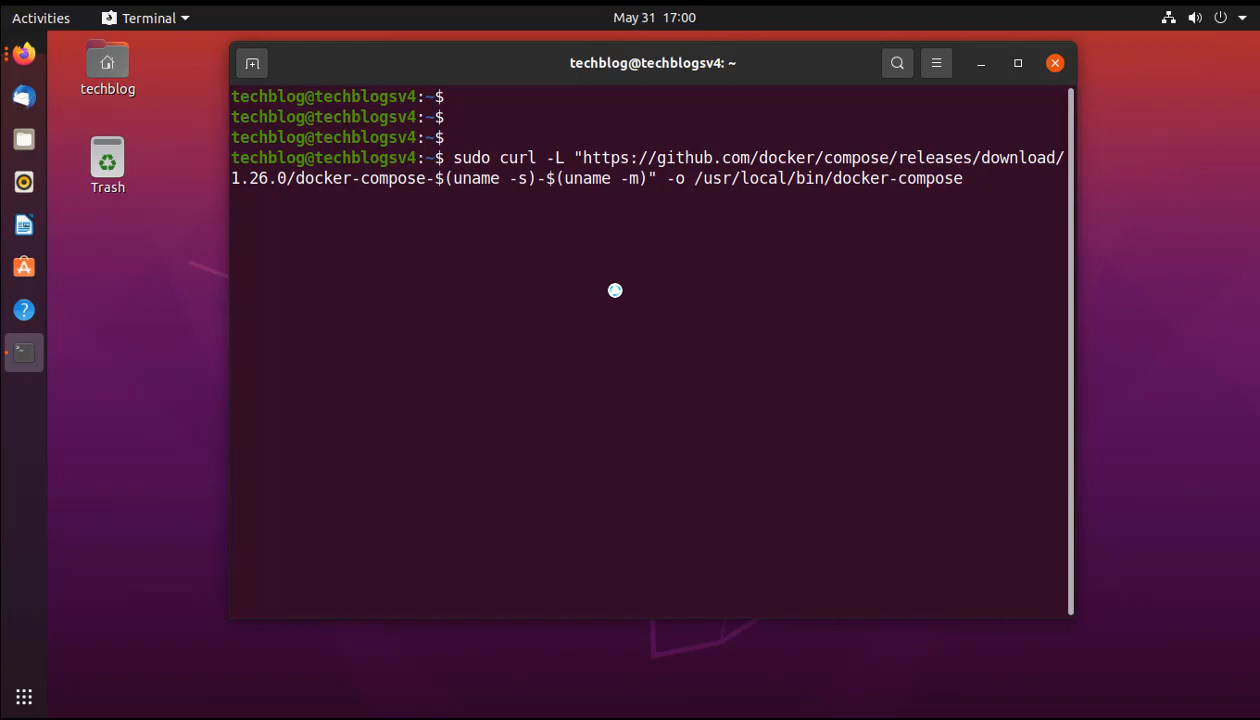 Activities
Terminal
May 31 17:00
techblog
Trash
techblog@techblogsv4: ~
techblog@techblogsv4:~$
techblog@techblogsv4:~$
techblog@techblogsv4:~$
techblog@techblogsv4:~$ sudo curl -L "https://github.com/docker/compose/releases/download/
1.26.0/docker-compose-$(uname -s)-$(uname -m)" -o /usr/local/bin/docker-compose